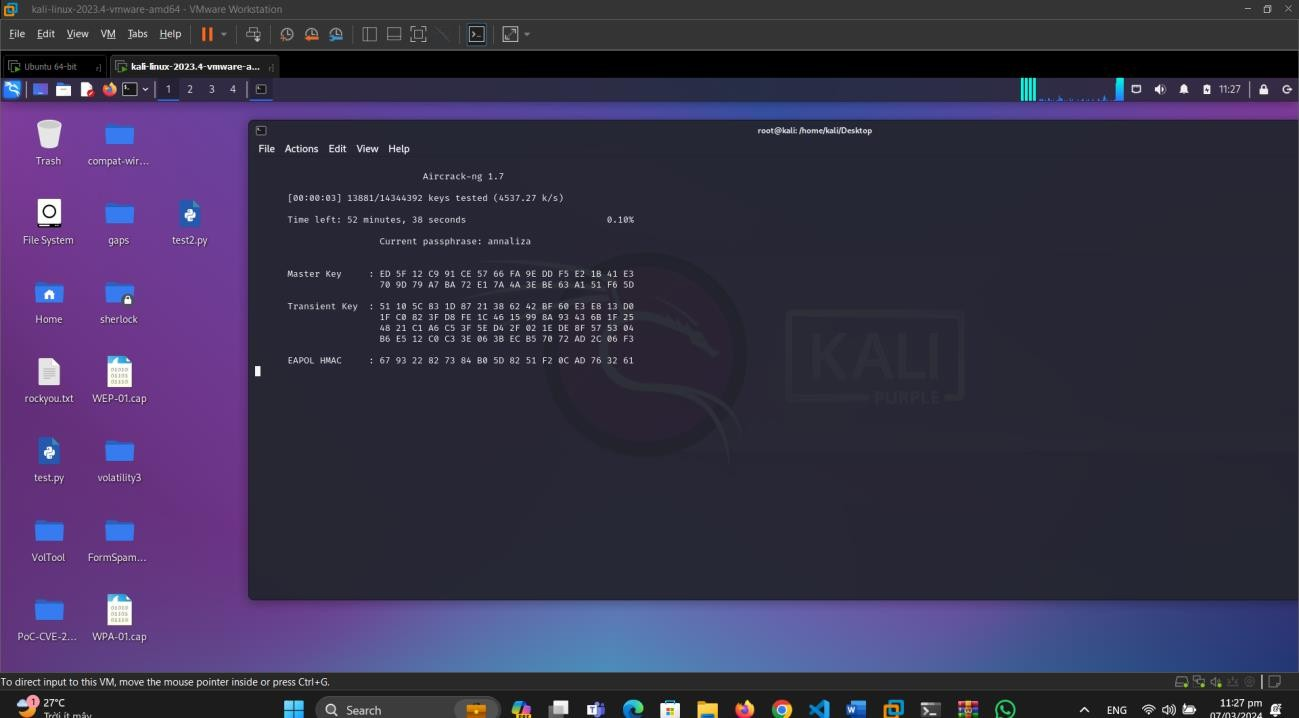 kali-linux-2023.4-vmware-amd64 - VMware Workstation
File Edit View VM Tabs Help
Ubuntu 64-bit
kali-linux-2023.4-vmware-a...
1 2 3 4
11:27
root@kali: /home/kali/Desktop
File Actions Edit View Help
Aircrack-ng 1.7
[00:00:03] 13881/14344392 keys tested (4537.27 k/s)
Time left: 52 minutes, 38 seconds 0.10%
Current passphrase: annaliza
Master Key : ED 5F 12 C9 91 CE 57 66 FA 9E DD F5 E2 1B 41 E3
70 9D 79 A7 BA 72 E1 7A 4A 3E BE 63 A1 51 F6 5D
Transient Key : 51 10 5C 83 1D 87 21 38 62 42 BF 60 E3 E8 13 D0
1F C0 82 3F D8 FE 1C 46 15 99 8A 93 43 6B 1F 25
48 21 C1 A6 C5 3F 5E D4 2F 02 1E DE 8F 57 53 04
B6 E5 12 C0 C3 3E 06 3B EC B5 70 72 AD 2C 06 F3
EAPOL HMAC : 67 93 22 82 73 84 B0 5D 82 51 F2 0C AD 76 32 61
KALI
PURPLE
Trash compat-wir...
File System gaps test2.py
Home sherlock
rockyou.txt WEP-01.cap
test.py volatility3
VolTool FormSpam...
PoC-CVE-2... WPA-01.cap
To direct input to this VM, move the mouse pointer inside or press Ctrl+G.
1
27°C
Trời ít mây
Search
ENG
11:27 pm
07/03/2024